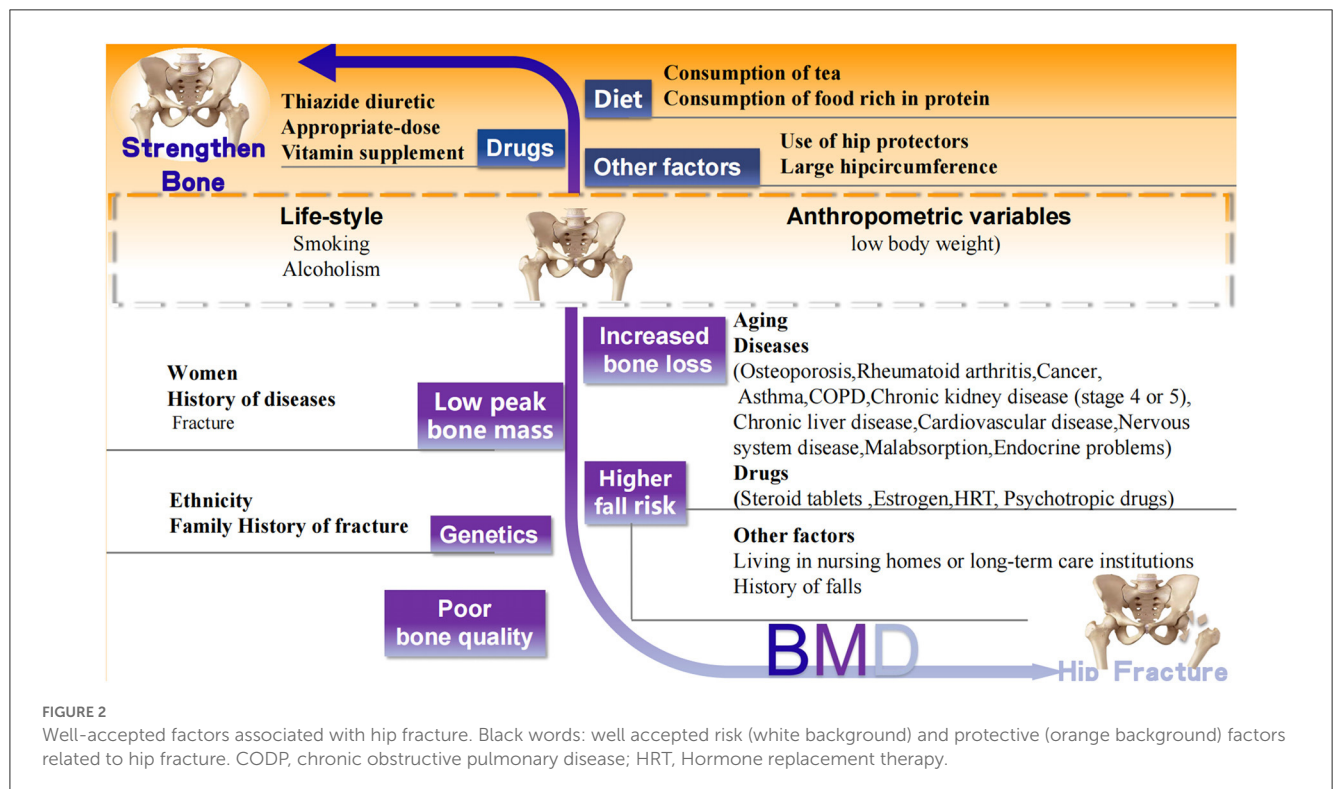 Strengthen
Bone
Thiazide diuretic
Appropriate-dose
Vitamin supplement
Drugs
Diet
Consumption of tea
Consumption of food rich in protein
Other factors
Use of hip protectors
Large hipcircumference
Life-style
Smoking
Alcoholism
Anthropometric variables
low body weight)
Women
History of diseases
Fracture
Low peak
bone mass
Ethnicity
Family History of fracture
Genetics
Poor
bone quality
Increased
bone loss
Aging
Diseases
(Osteoporosis,Rheumatoid arthritis,Cancer,
Asthma,COPD,Chronic kidney disease (stage 4 or 5),
Chronic liver disease,Cardiovascular disease,Nervous
system disease,Malabsorption,Endocrine problems)
Drugs
(Steroid tablets ,Estrogen,HRT, Psychotropic drugs)
Higher
fall risk
Other factors
Living in nursing homes or long-term care institutions
History of falls
BMD
Hip Fracture
FIGURE 2
Well-accepted factors associated with hip fracture. Black words: well accepted risk (white background) and protective (orange background) factors
related to hip fracture. CODP, chronic obstructive pulmonary disease; HRT, Hormone replacement therapy.